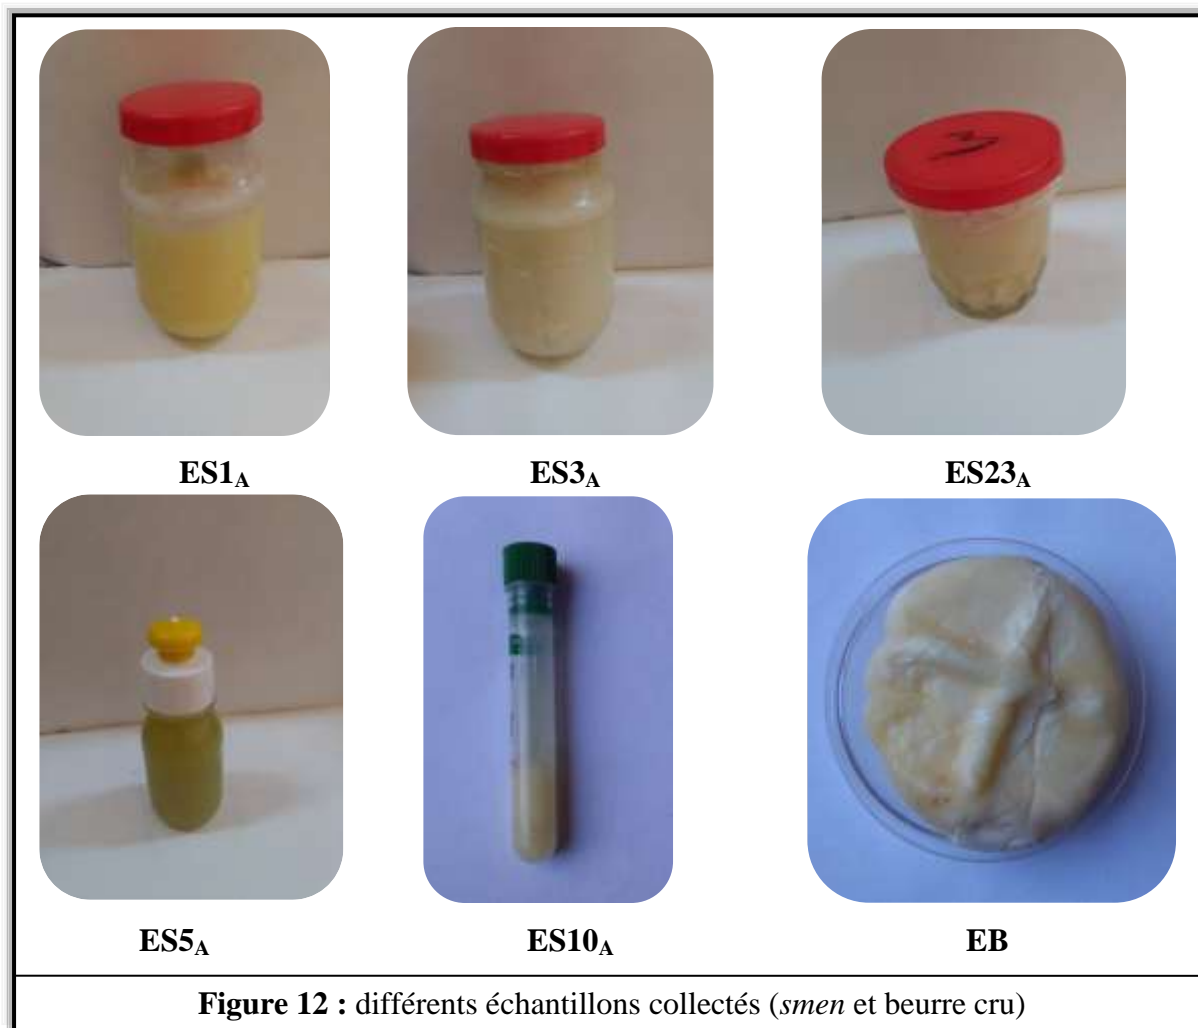 ES1A
ES3A
ES23A
ES5A
ES10A
EB
Figure 12 : différents échantillons collectés (smen et beurre cru)